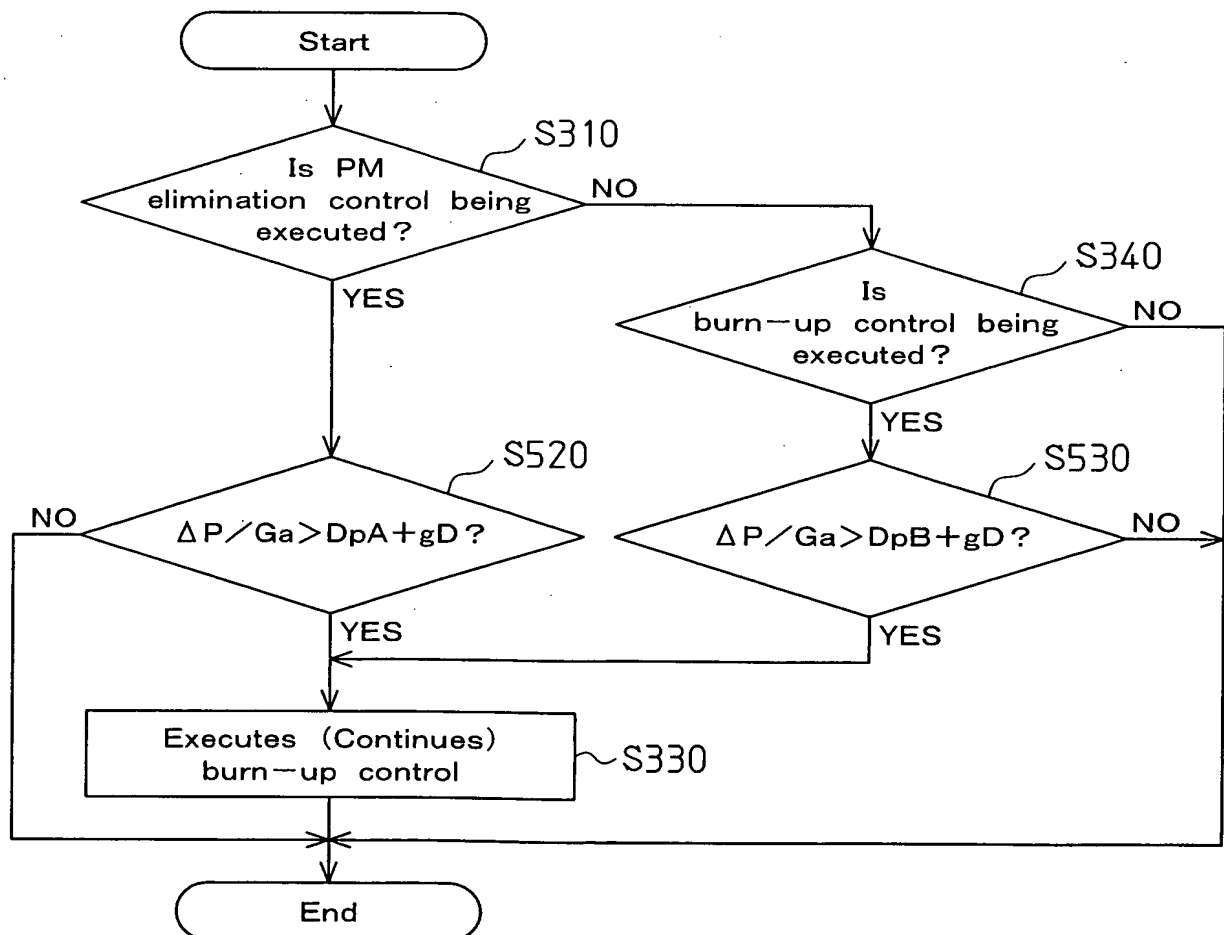 Start
S310
Is PM
elimination control being
executed?
NO
YES
S340
Is
burn-up control being
executed?
NO
YES
S520
ΔP/Ga>DpA+gD?
NO
YES
S530
ΔP/Ga>DpB+gD?
NO
YES
Executes (Continues)
burn-up control
S330
End